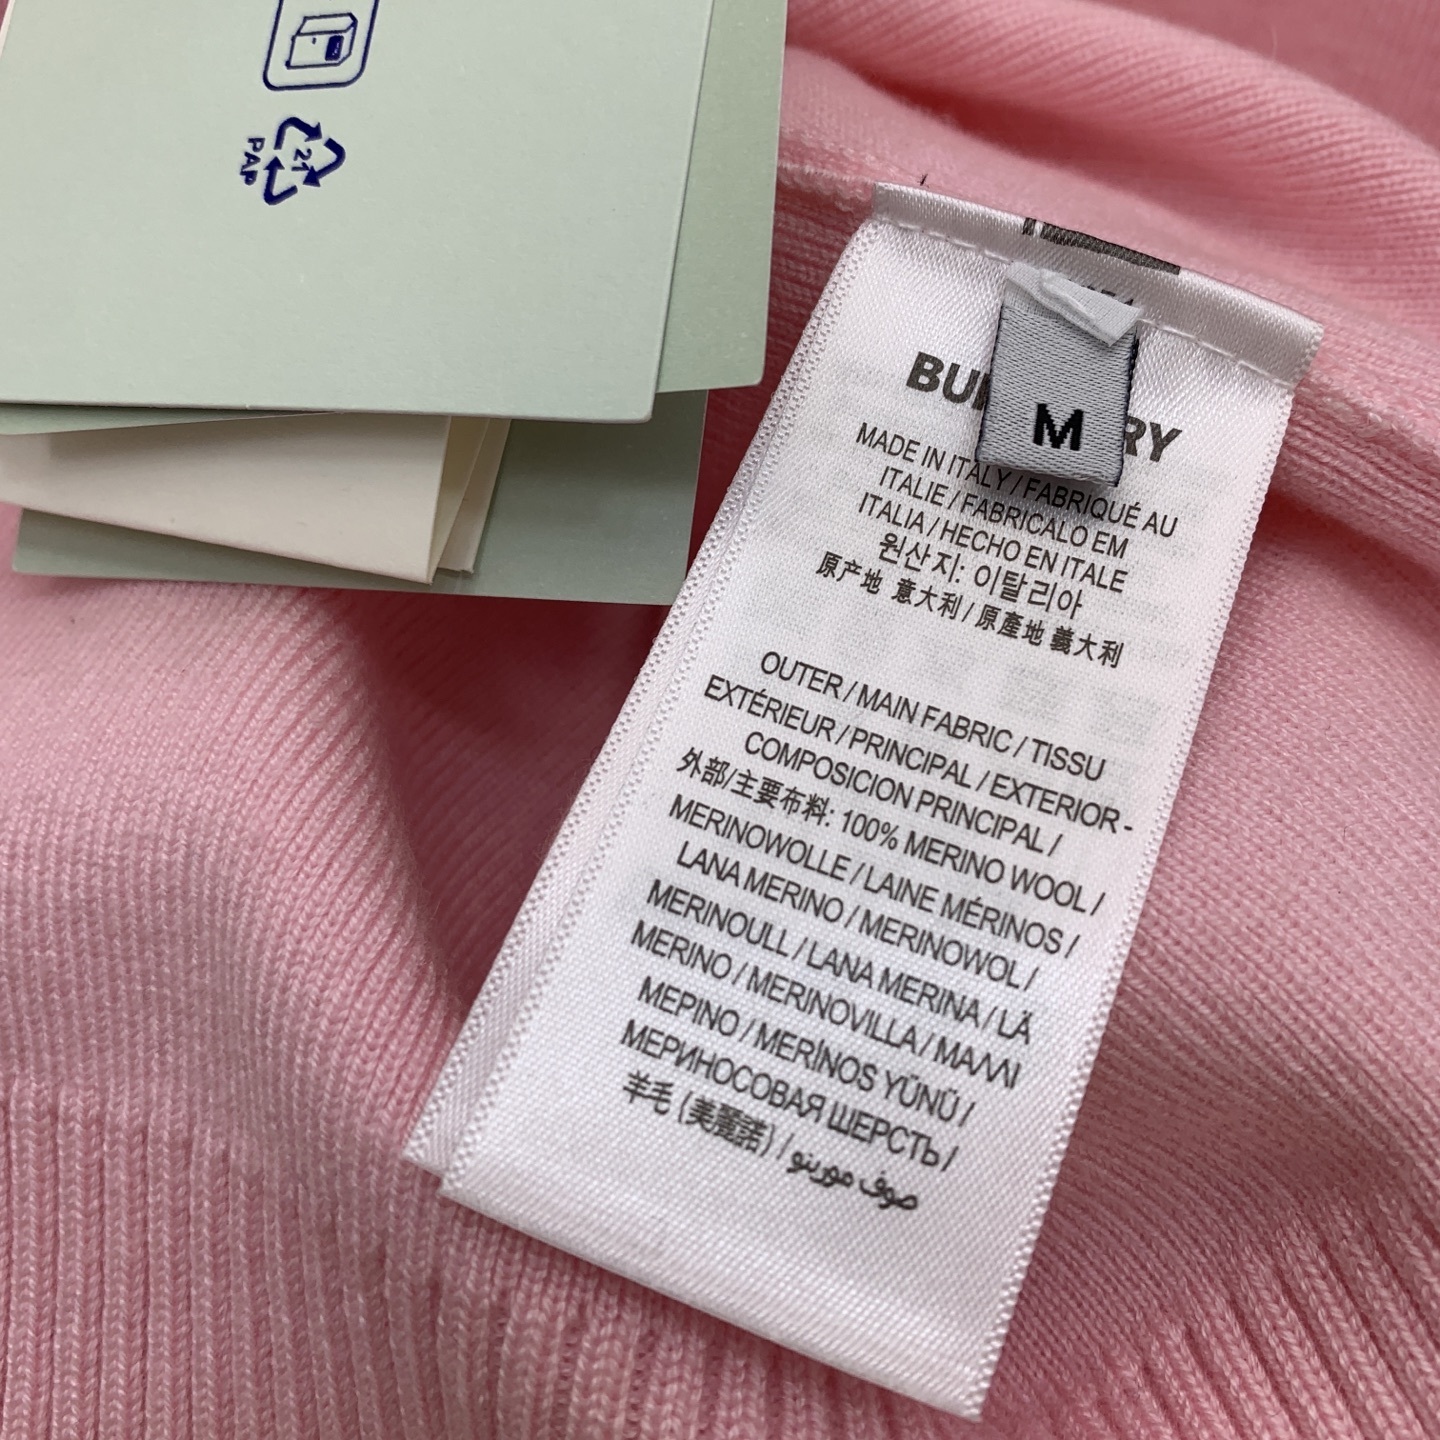 21
PAP
M
MADE IN ITALY / FABRIQUÉ AU
ITALIE / FABRICALO EM
ITALIA / HECHO EN ITALE
원산지: 이탈리아
原产地 意大利 / 原產地 義大利
OUTER / MAIN FABRIC / TISSU
EXTÉRIEUR / PRINCIPAL / EXTERIOR -
COMPOSICION PRINCIPAL /
外部/主要布料: 100% MERINO WOOL /
MERINOWOLLE / LAINE MÉRINOS /
LANA MERINO / MERINOWOL /
MERINOULL / LANA MERINA / LÃ
MERINO / MERINOVILLA / ΜΑΛΛΙ
ΜΕΡΙΝΟ / MERİNOS YÜNÜ /
МЕРИНОСОВАЯ ШЕРСТЬ /
羊毛 (美麗諾) / صوف مورينو